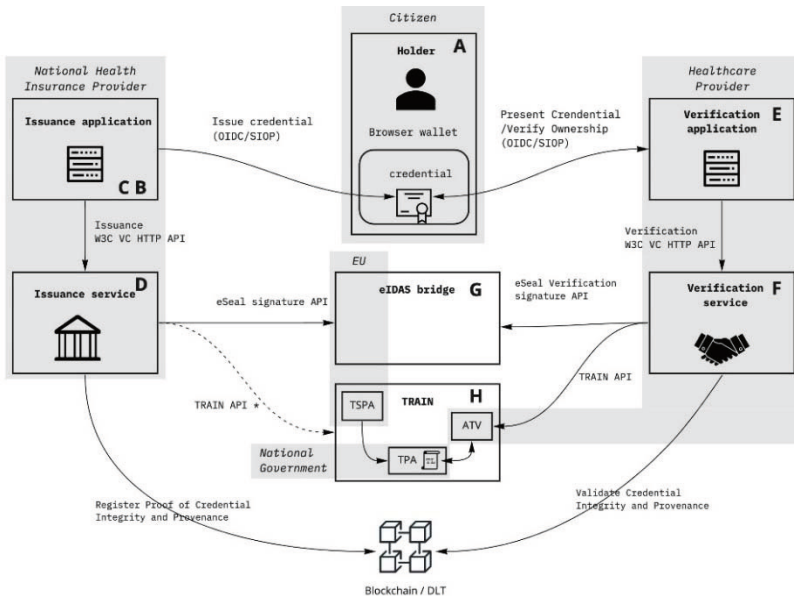 Citizen
A
Holder
Browser wallet
credential
National Health
Insurance Provider
Issuance application
C B
Issue credential
(OIDC/SIOP)
Present Crendential
/Verify Ownership
(OIDC/SIOP)
Healthcare
Provider
E
Verification
application
Issuance
W3C VC HTTP API
Verification
W3C VC HTTP API
D
Issuance service
eSeal signature API
EU
eIDAS bridge
G
eSeal Verification
signature API
F
Verification
service
TRAIN API *
TRAIN API
H
TSPA
TRAIN
ATV
TPA
National
Government
Register Proof of Credential
Integrity and Provenance
Validate Credential
Integrity and Provenance
Blockchain / DLT